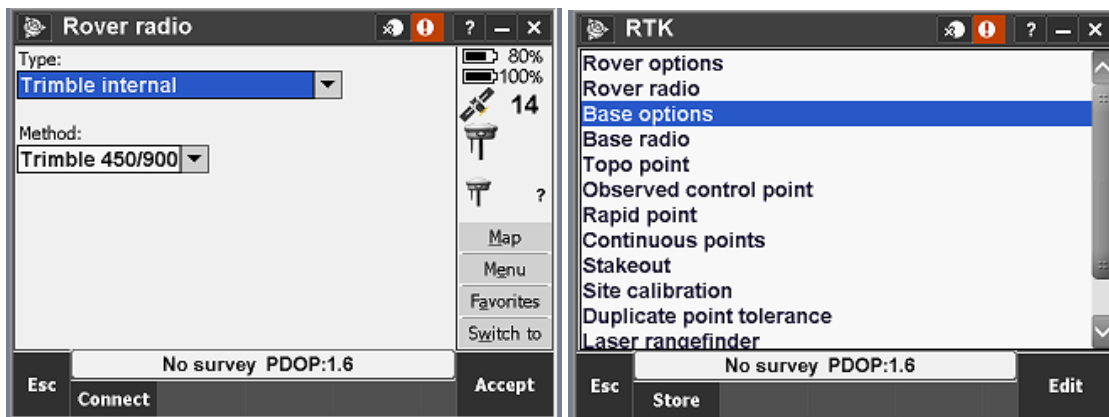 Rover radio
? – ×
Type:
Trimble internal
Method:
Trimble 450/900
80%
100%
14
?
Map
Menu
Favorites
Switch to
No survey PDOP:1.6
Esc
Connect
Accept
RTK
? – ×
Rover options
Rover radio
Base options
Base radio
Topo point
Observed control point
Rapid point
Continuous points
Stakeout
Site calibration
Duplicate point tolerance
Laser rangefinder
No survey PDOP:1.6
Esc
Store
Edit